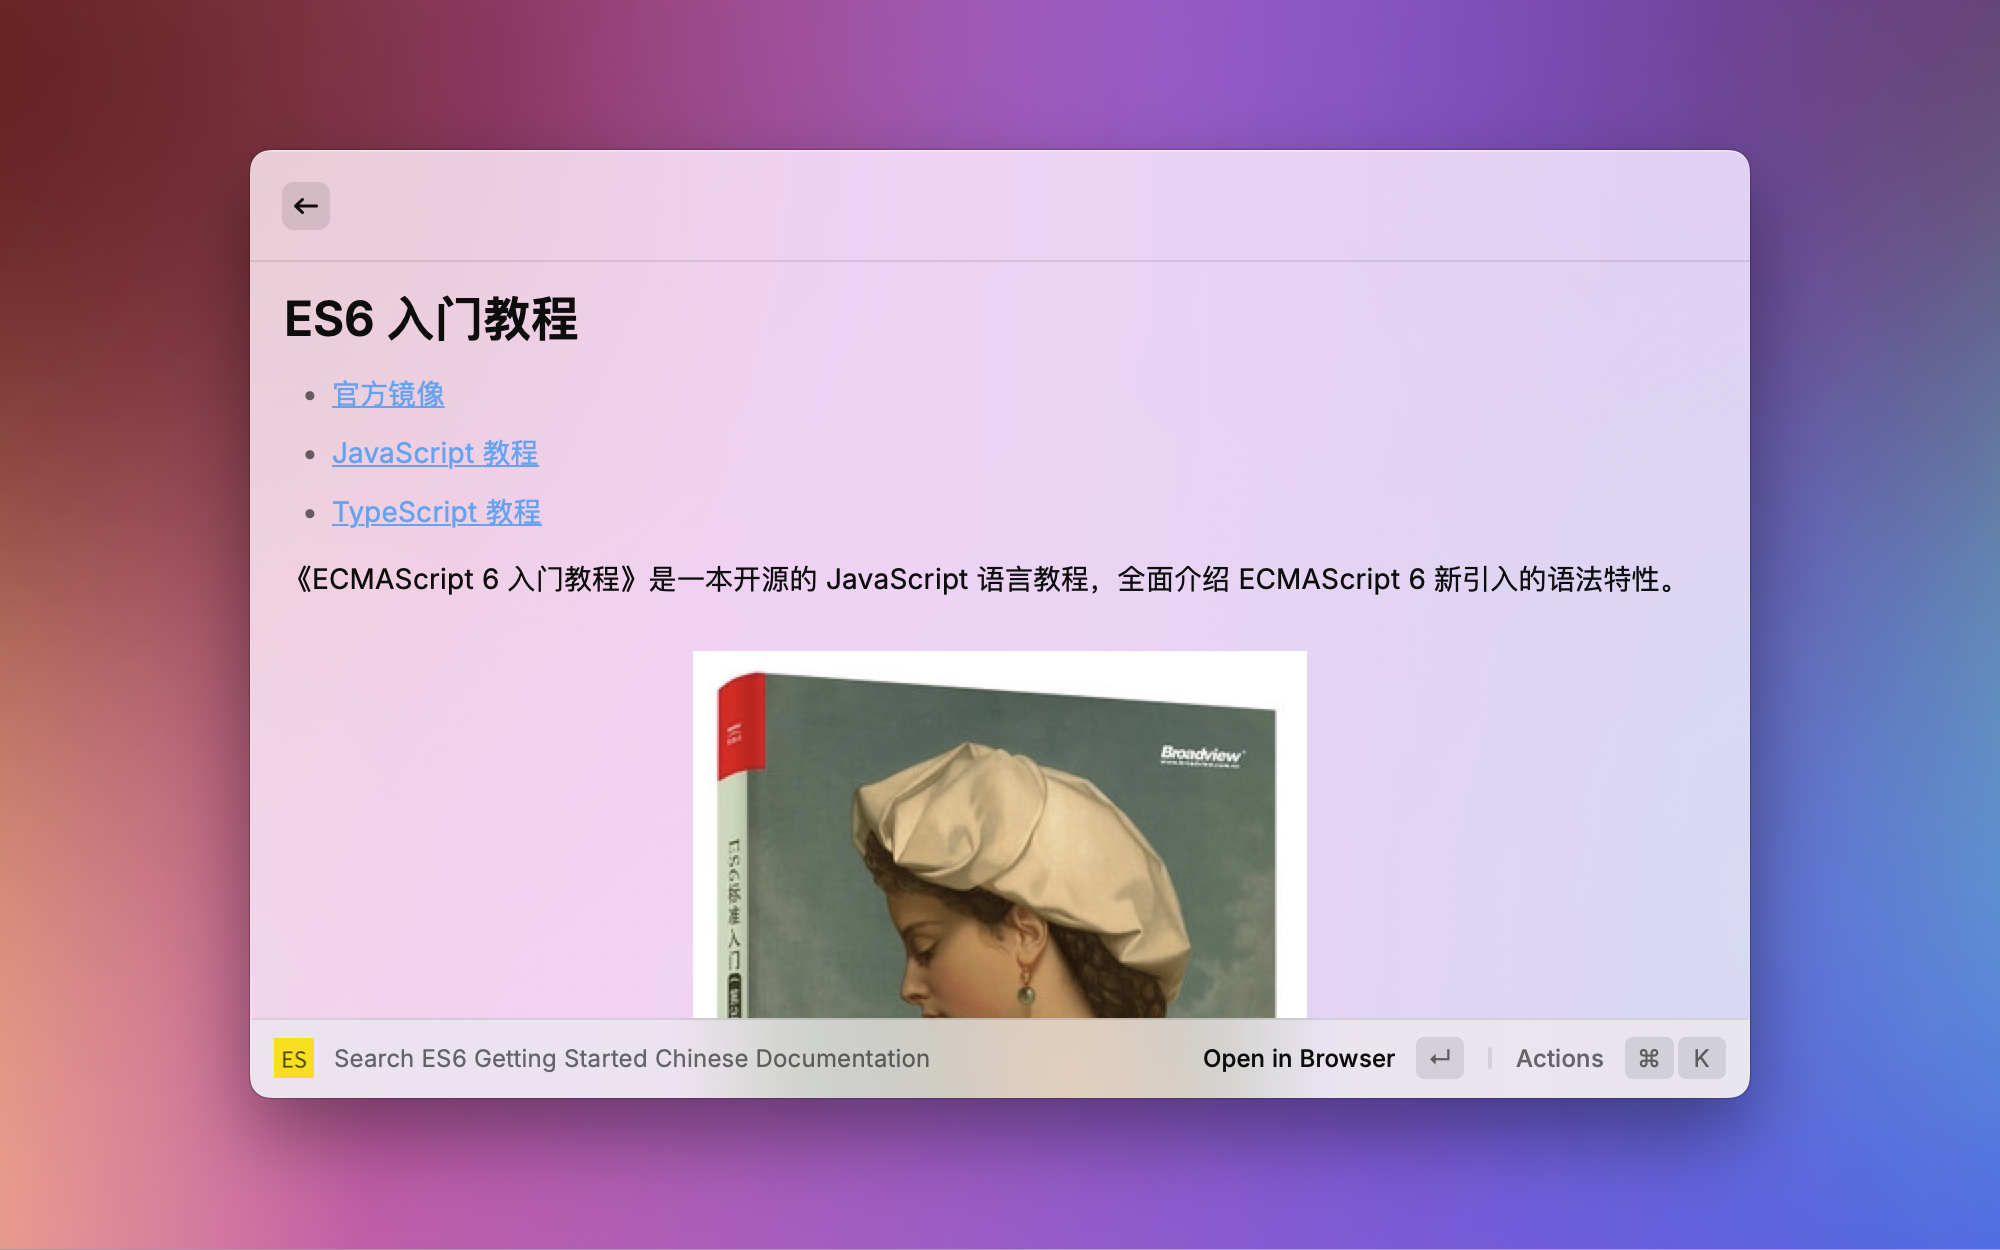 ES6 入门教程
官方镜像
JavaScript 教程
TypeScript 教程
《ECMAScript 6 入门教程》是一本开源的 JavaScript 语言教程，全面介绍 ECMAScript 6 新引入的语法特性。
Broadview
ES6标准入门
ES
Search ES6 Getting Started Chinese Documentation
Open in Browser
Actions
⌘
K